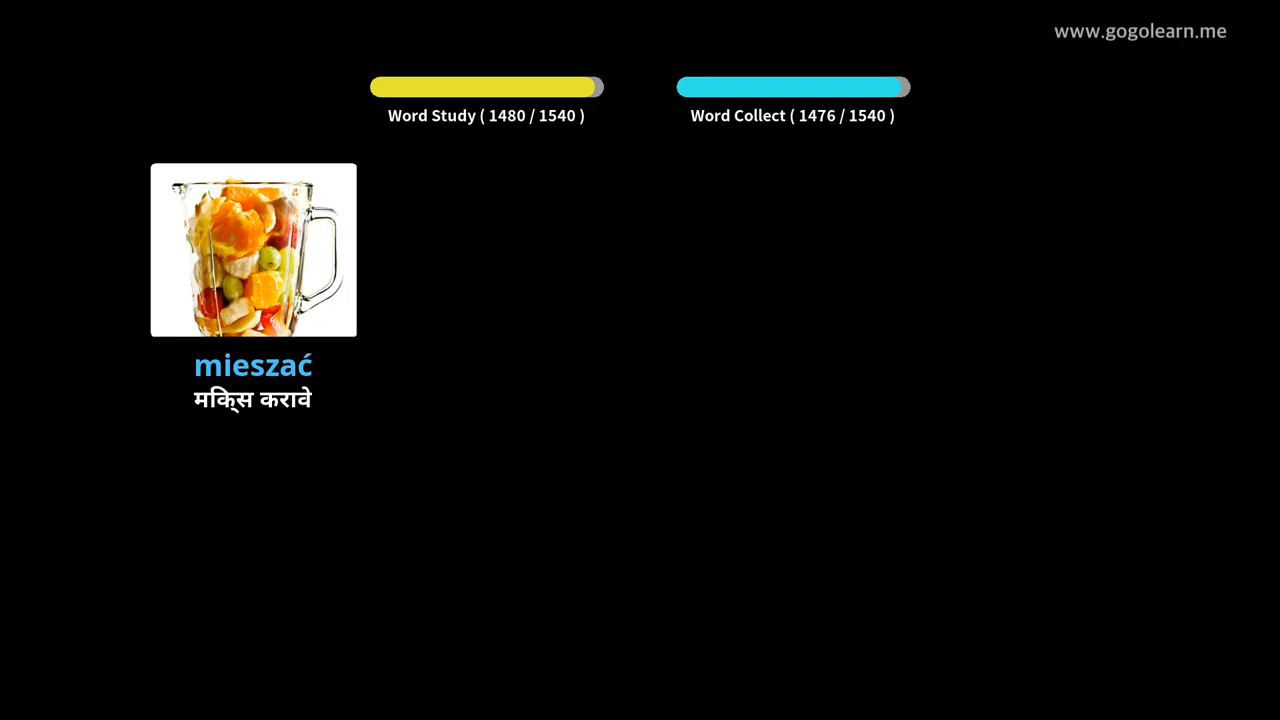 www.gogolearn.me
Word Study ( 1480 / 1540 )
Word Collect ( 1476 / 1540 )
mieszać
मिक्स करावे